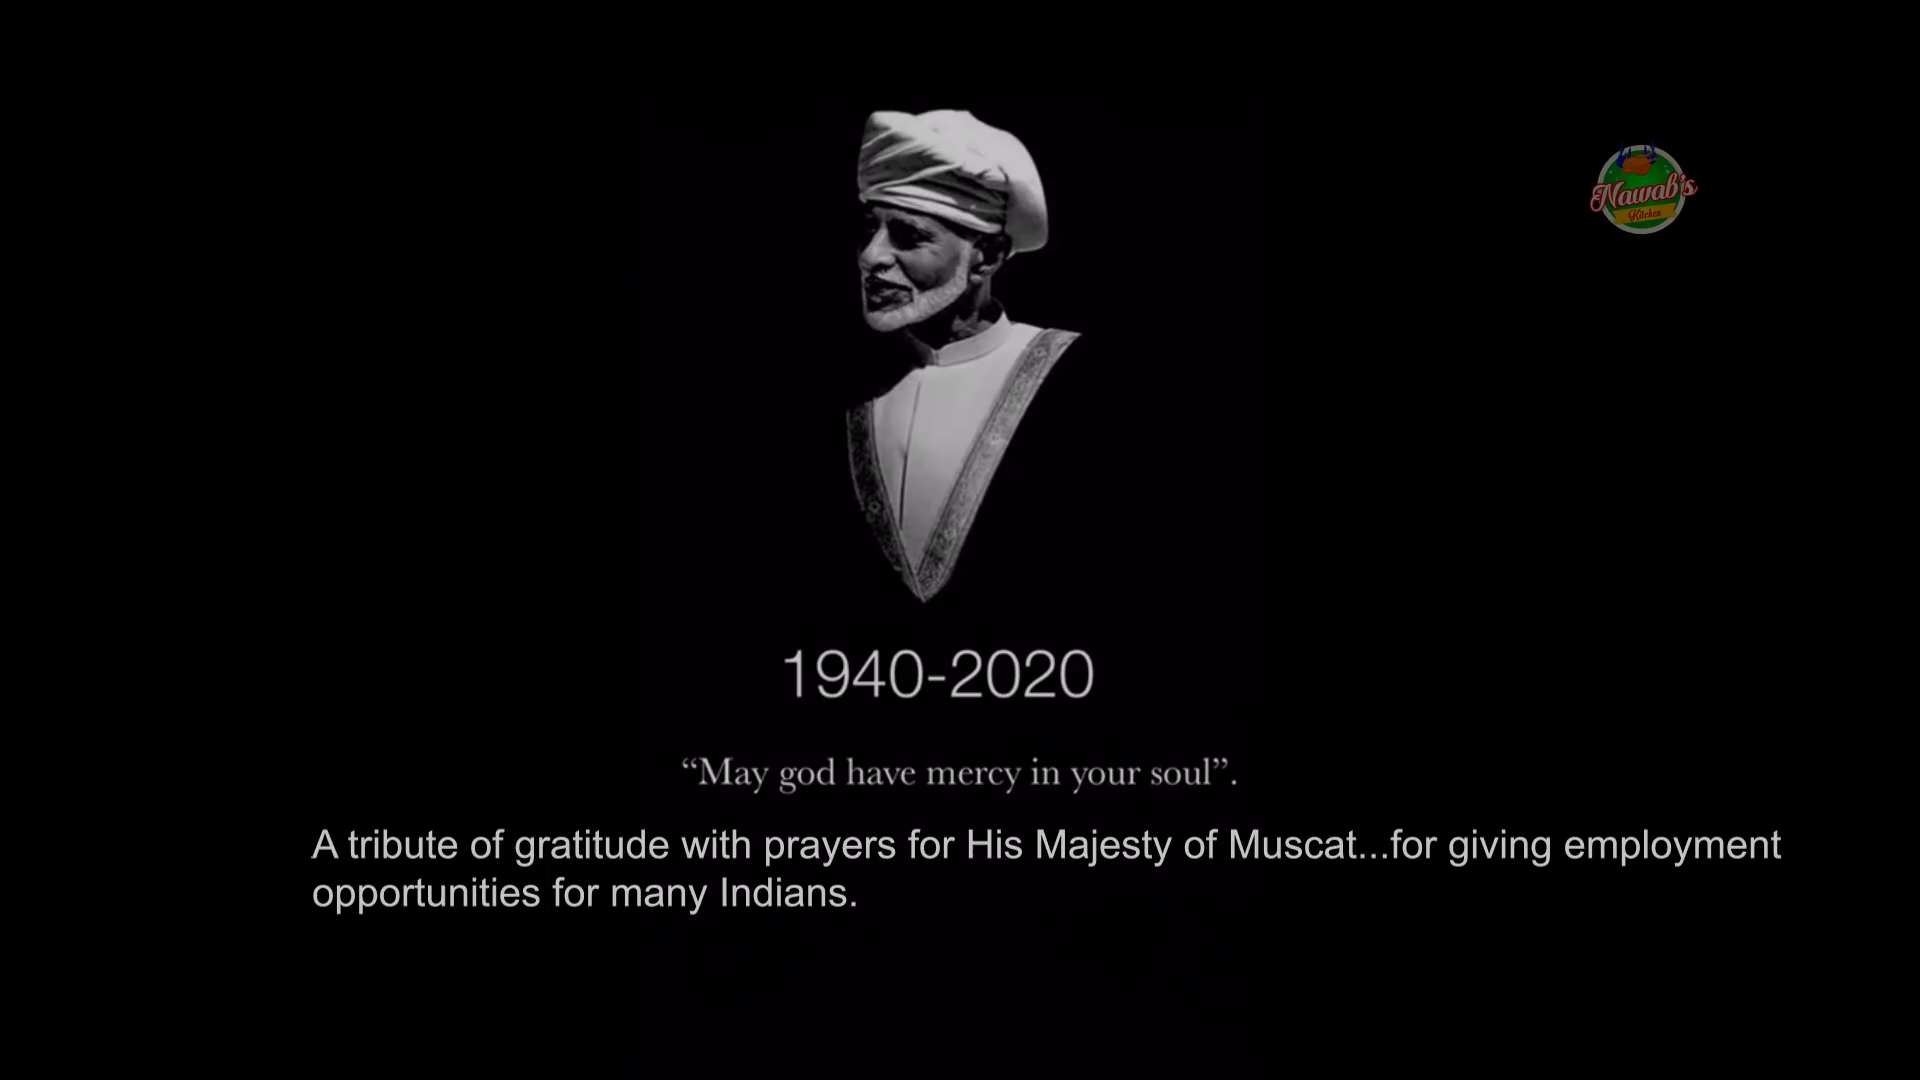 Nawab's
Kitchen
1940-2020
“May god have mercy in your soul”.
A tribute of gratitude with prayers for His Majesty of Muscat...for giving employment
opportunities for many Indians.